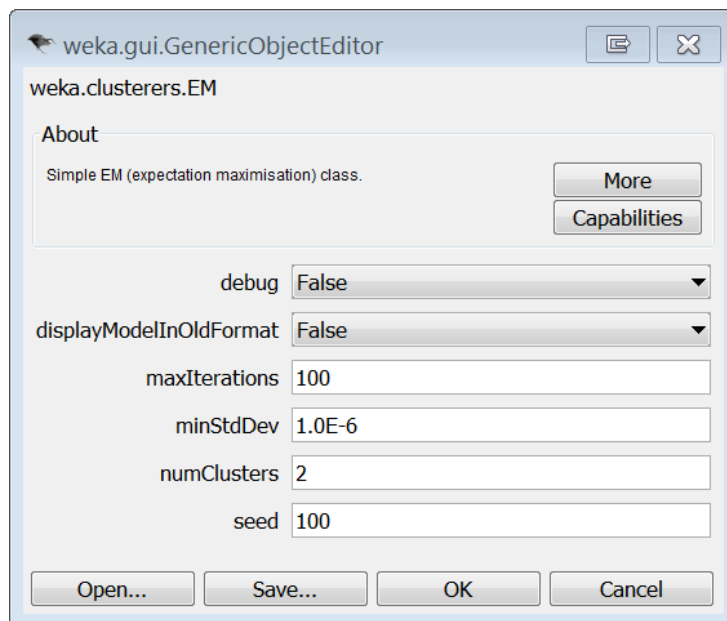 weka.gui.GenericObjectEditor
weka.clusterers.EM
About
Simple EM (expectation maximisation) class.
More
Capabilities
debug False
displayModelInOldFormat False
maxIterations 100
minStdDev 1.0E-6
numClusters 2
seed 100
Open... Save... OK Cancel